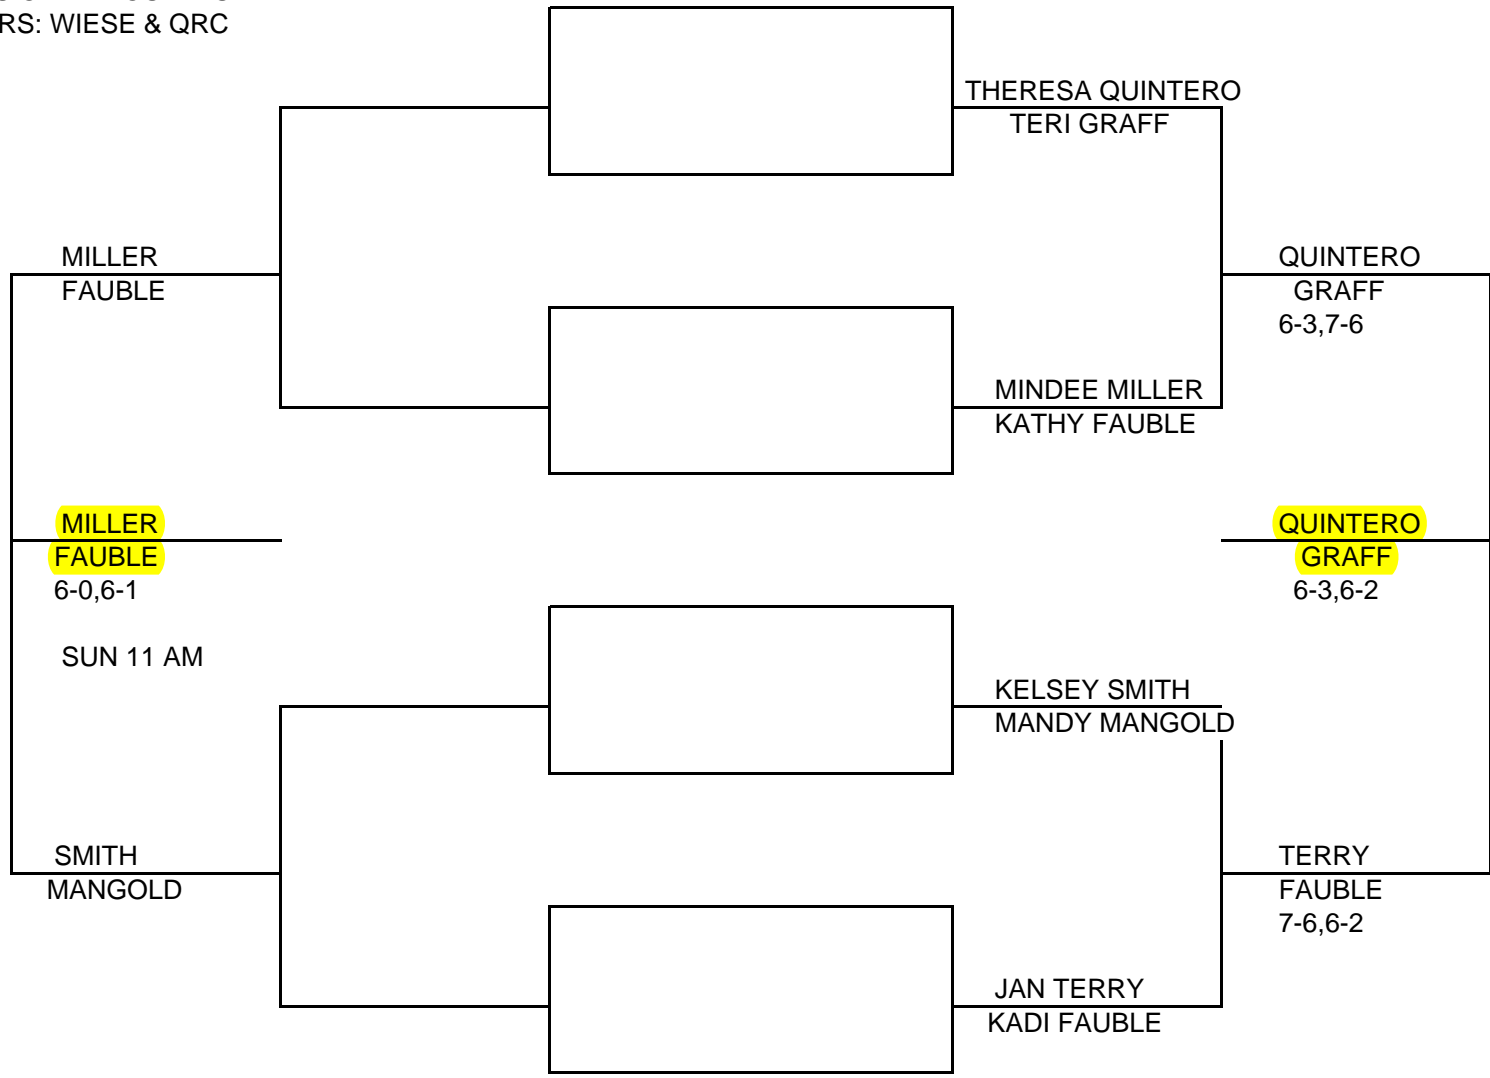 RS: WIESE & QRC
THERESA QUINTERO
TERI GRAFF
MILLER
FAUBLE
QUINTERO
GRAFF
6-3,7-6
MINDEE MILLER
KATHY FAUBLE
MILLER
FAUBLE
6-0,6-1
QUINTERO
GRAFF
6-3,6-2
SUN 11 AM
KELSEY SMITH
MANDY MANGOLD
SMITH
MANGOLD
TERRY
FAUBLE
7-6,6-2
JAN TERRY
KADI FAUBLE